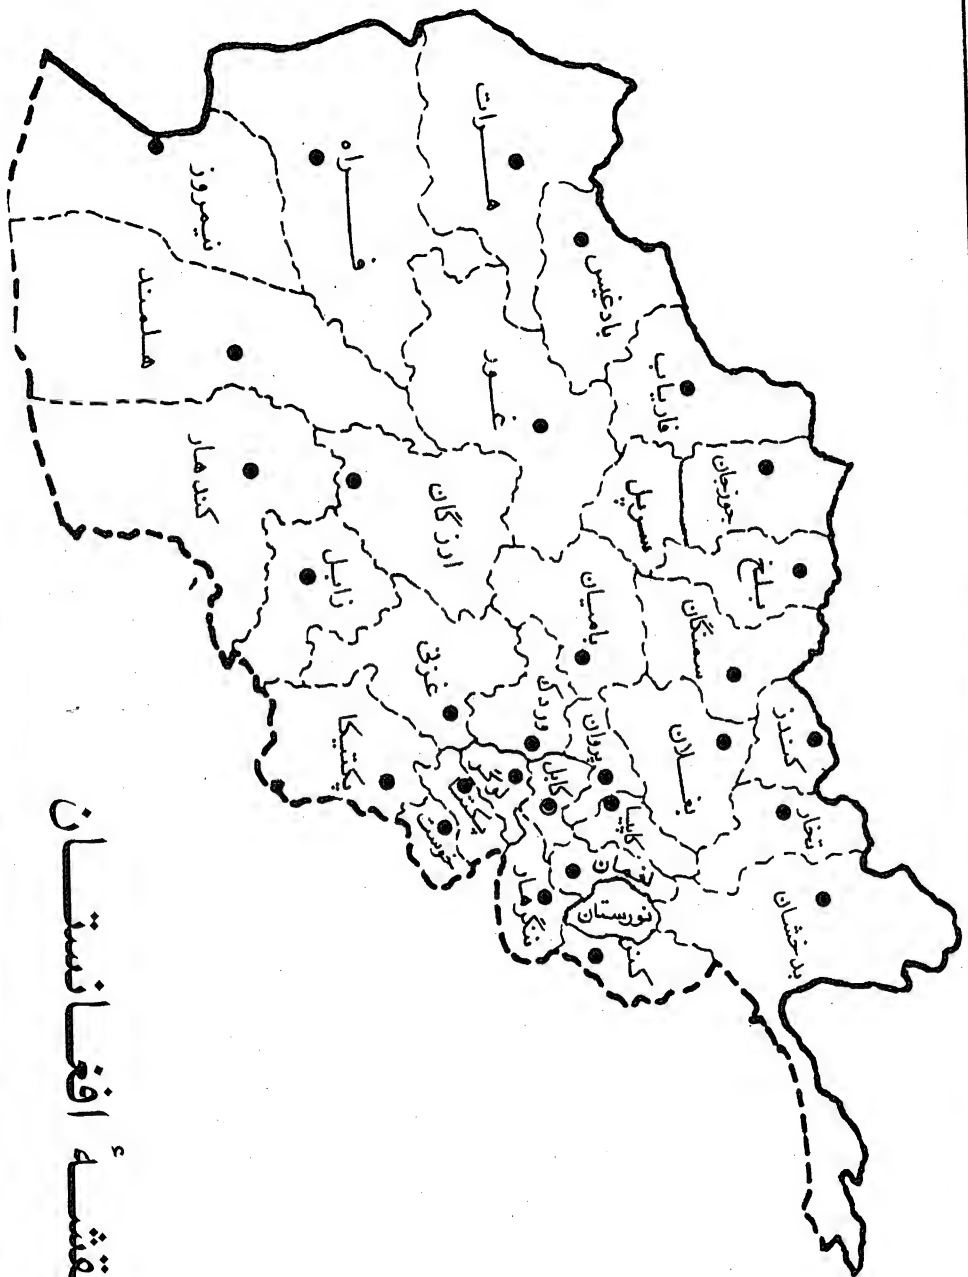 هرات
بادغیس
فاریاب
جوزجان
بلخ
سمنگان
سرپل
کندز
تخار
بدخشان
بغلان
فراه
غور
بامیان
پروان
کاپیسا
لغمان
نورستان
کنر
نیمروز
هلمند
کندهار
ارزگان
زابل
غزنی
وردک
کابل
لوگر
ننگرهار
پکتیا
خوست
پکتیکا
نقشهٔ افغانستان